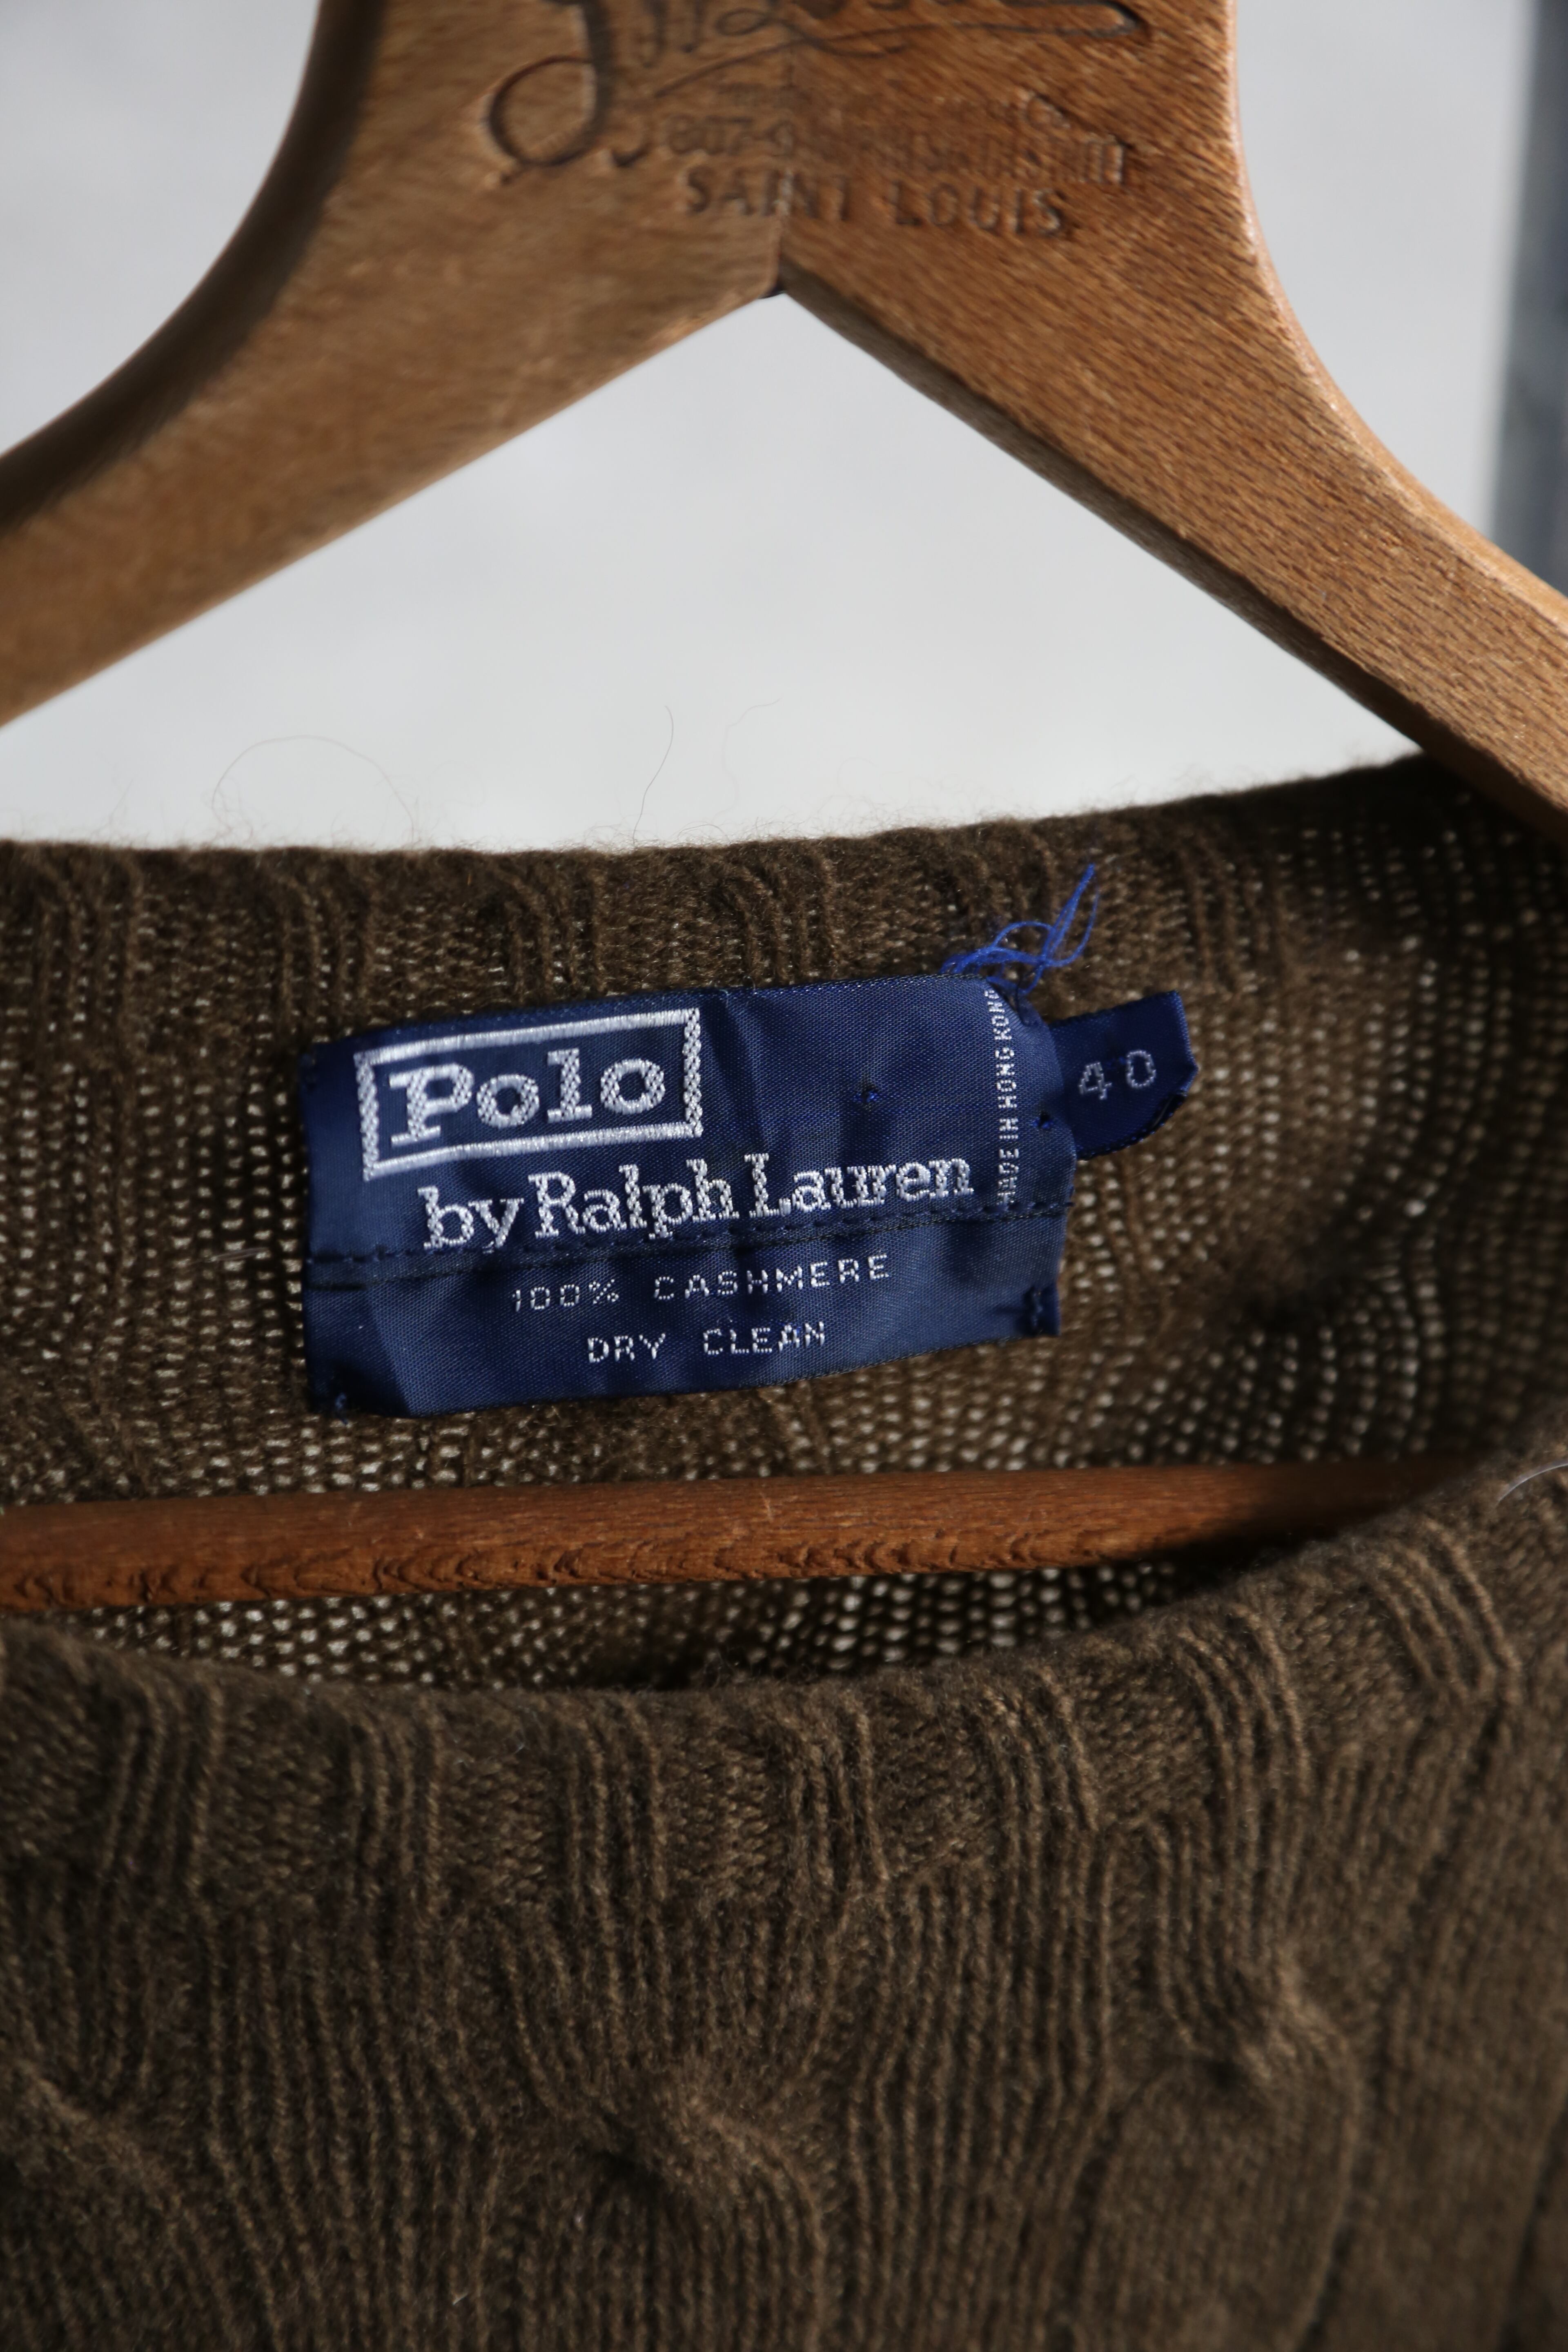 SAINT LOUIS
Polo
by Ralph Lauren
MADE IN HONG KONG
40
100% CASHMERE
DRY CLEAN